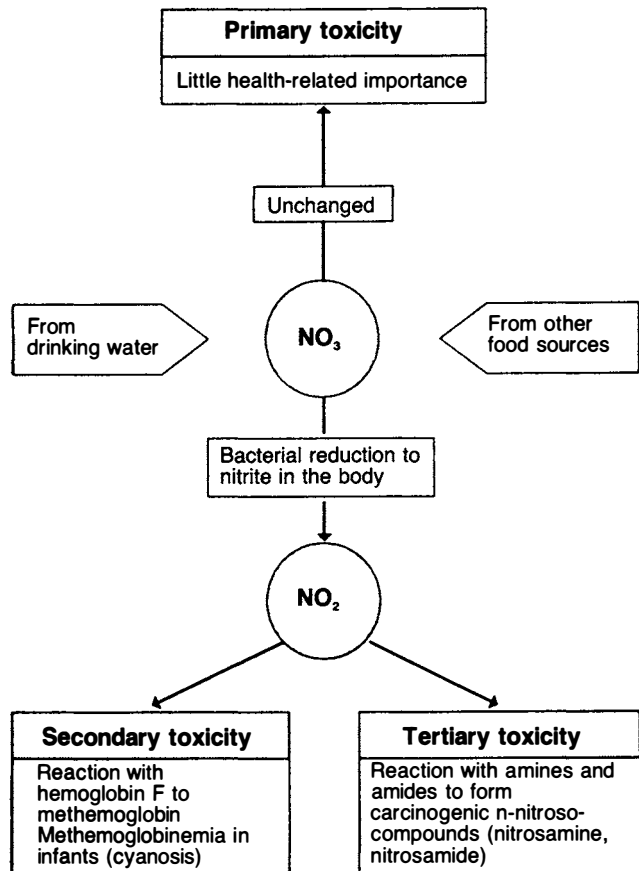 Primary toxicity
Little health-related importance
Unchanged
From
drinking water
NO₃
From other
food sources
Bacterial reduction to
nitrite in the body
NO₂
Secondary toxicity
Reaction with
hemoglobin F to
methemoglobin
Methemoglobinemia in
infants (cyanosis)
Tertiary toxicity
Reaction with amines and
amides to form
carcinogenic n-nitroso-
compounds (nitrosamine,
nitrosamide)